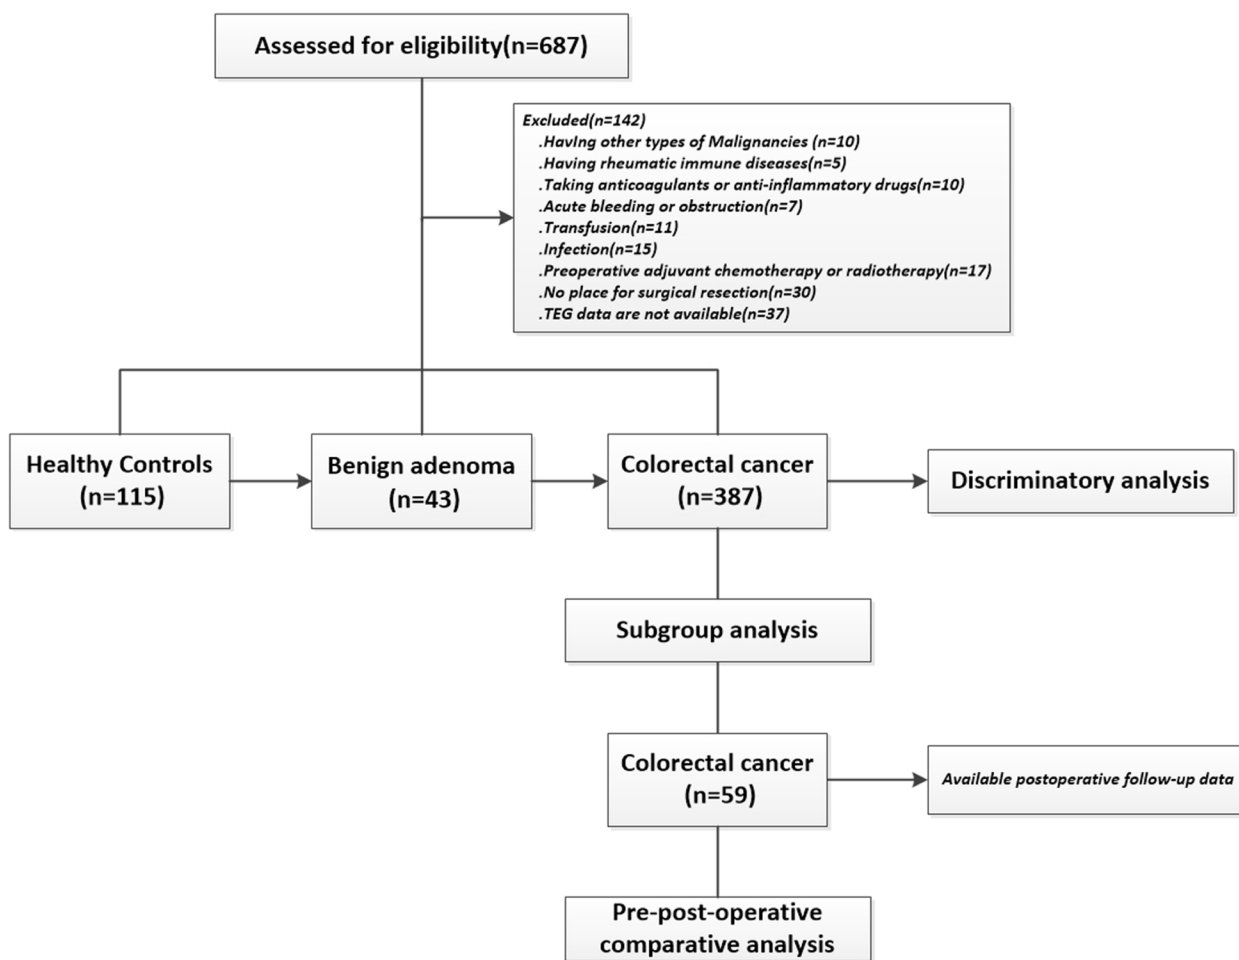 Assessed for eligibility(n=687)
Excluded(n=142)
.HavIng other types of Malignancies (n=10)
.Having rheumatic immune diseases(n=5)
.Taking anticoagulants or anti-inflammatory drugs(n=10)
.Acute bleeding or obstruction(n=7)
.Transfusion(n=11)
.Infection(n=15)
.Preoperative adjuvant chemotherapy or radiotherapy(n=17)
.No place for surgical resection(n=30)
.TEG data are not available(n=37)
Healthy Controls
(n=115)
Benign adenoma
(n=43)
Colorectal cancer
(n=387)
Discriminatory analysis
Subgroup analysis
Colorectal cancer
(n=59)
Available postoperative follow-up data
Pre-post-operative
comparative analysis